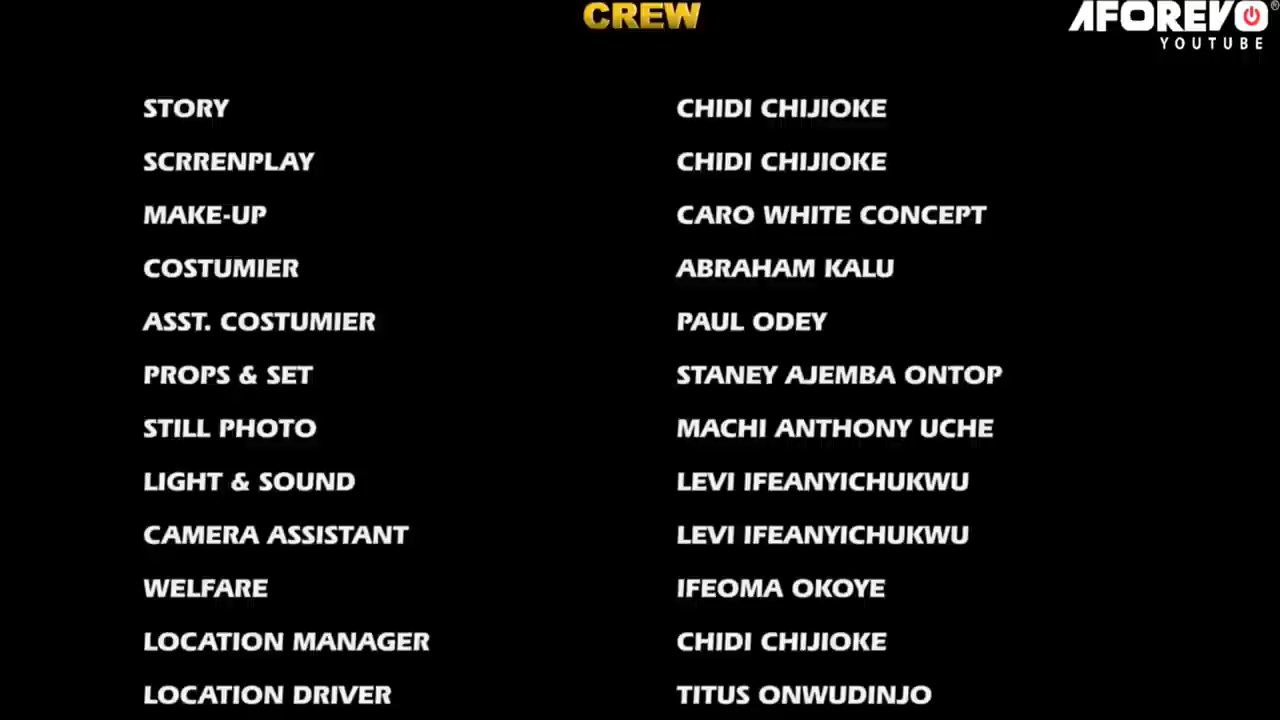 CREW
AFOREVO
YOUTUBE
STORY CHIDI CHIJIOKE
SCRRENPLAY CHIDI CHIJIOKE
MAKE-UP CARO WHITE CONCEPT
COSTUMIER ABRAHAM KALU
ASST. COSTUMIER PAUL ODEY
PROPS & SET STANEY AJEMBA ONTOP
STILL PHOTO MACHI ANTHONY UCHE
LIGHT & SOUND LEVI IFEANYICHUKWU
CAMERA ASSISTANT LEVI IFEANYICHUKWU
WELFARE IFEOMA OKOYE
LOCATION MANAGER CHIDI CHIJIOKE
LOCATION DRIVER TITUS ONWUDINJO